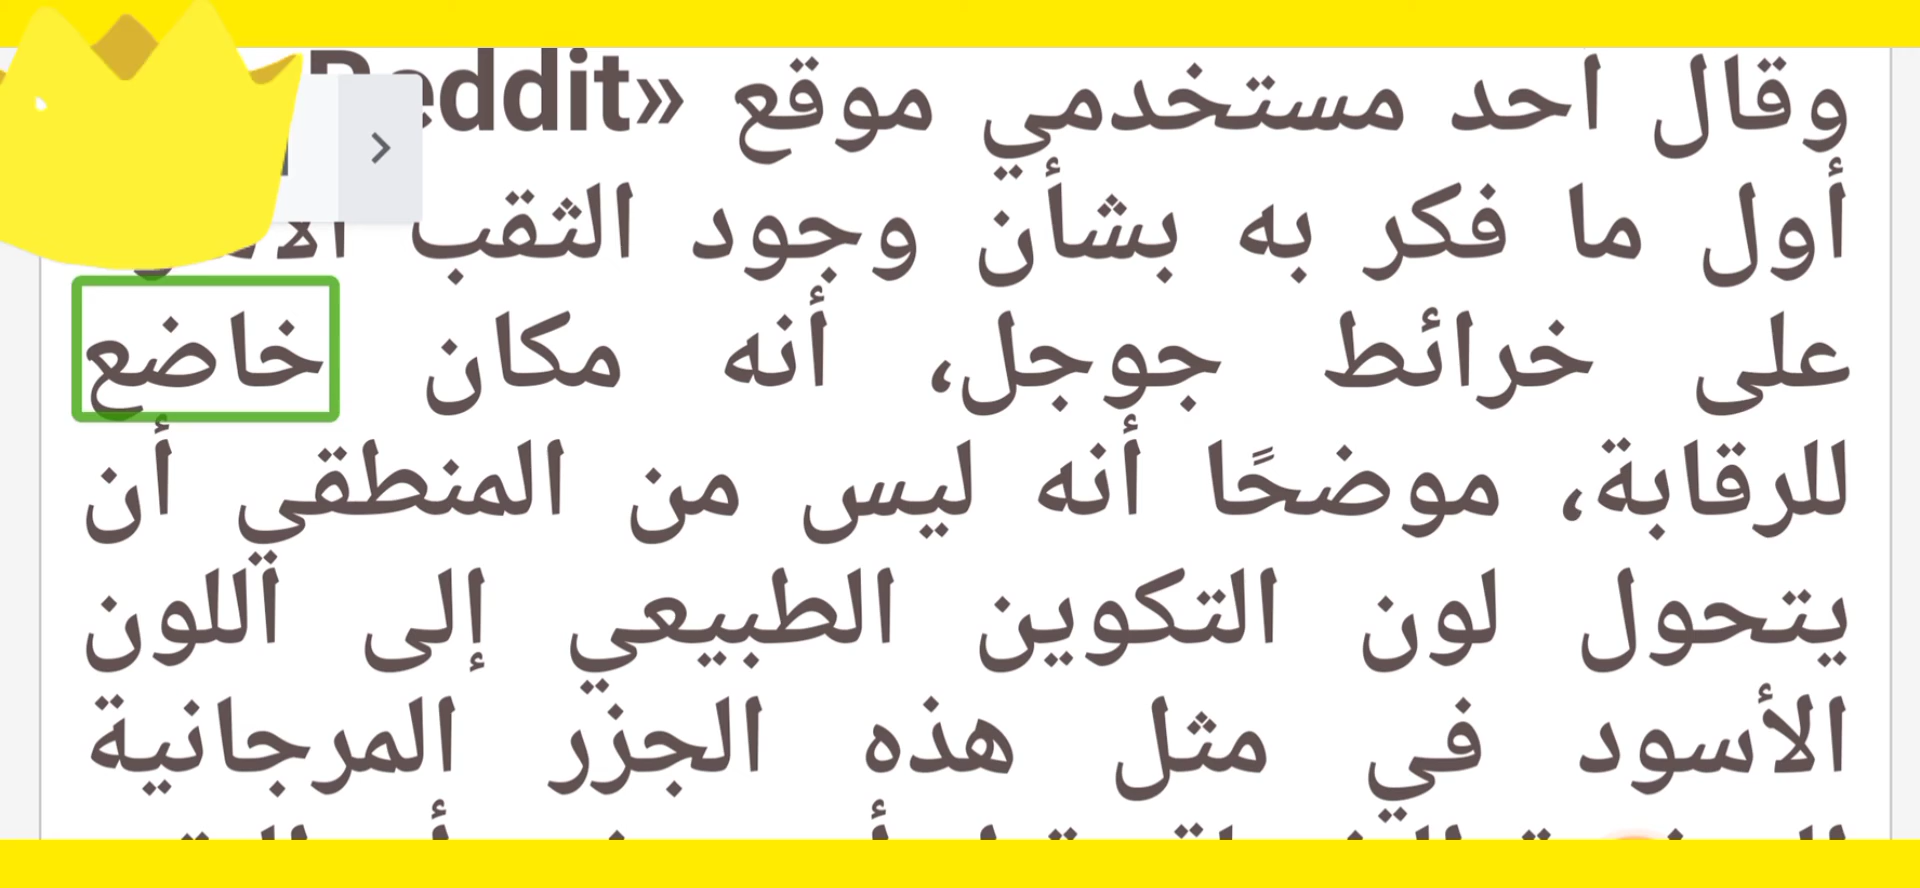 وقال أحد مستخدمي موقع «Reddit
أول ما فكر به بشأن وجود الثقب
على خرائط جوجل، أنه مكان خاضع
للرقابة، موضحًا أنه ليس من المنطقي أن
يتحول لون التكوين الطبيعي إلى اللون
الأسود في مثل هذه الجزر المرجانية